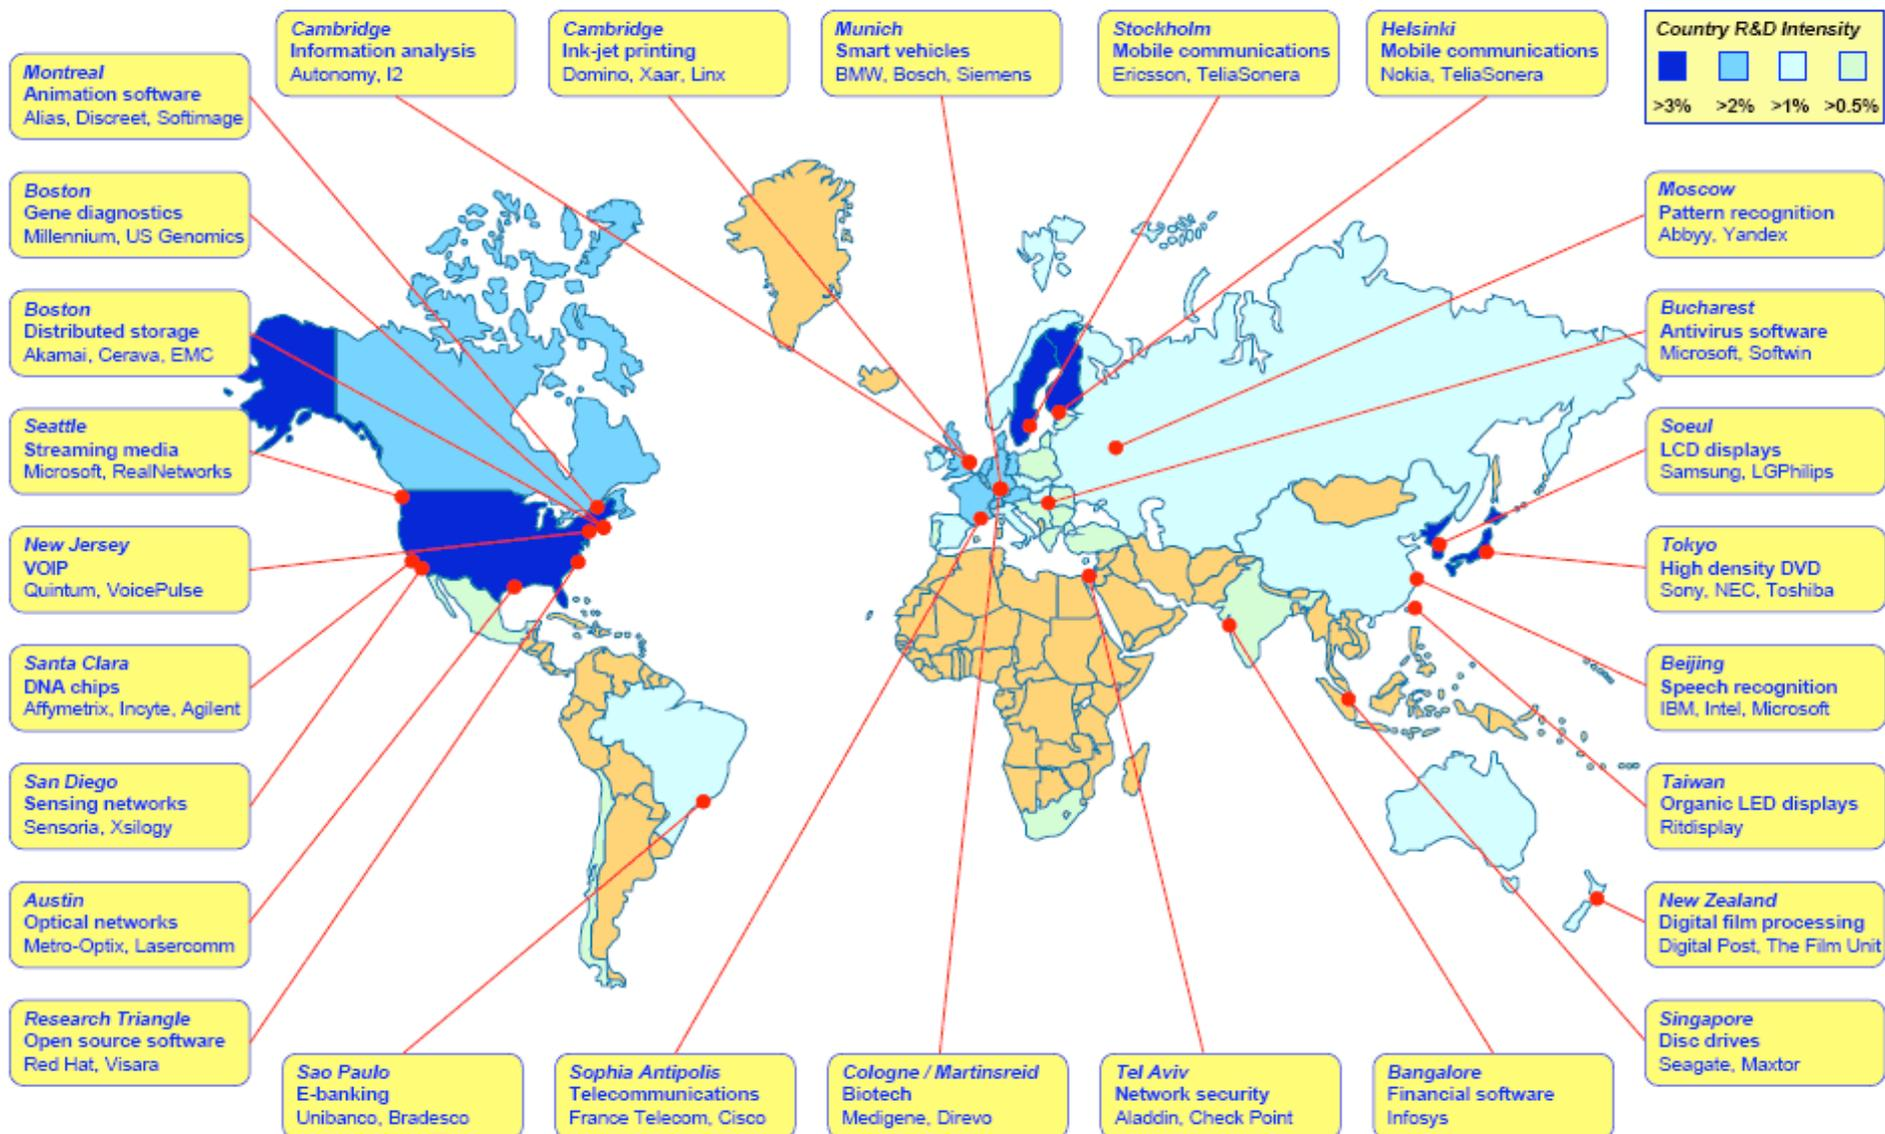 Cambridge
Information analysis
Autonomy, I2
Cambridge
Ink-jet printing
Domino, Xaar, Linx
Munich
Smart vehicles
BMW, Bosch, Siemens
Stockholm
Mobile communications
Ericsson, TeliaSonera
Helsinki
Mobile communications
Nokia, TeliaSonera
Country R&D Intensity
>3% >2% >1% >0.5%
Montreal
Animation software
Alias, Discreet, Softimage
Boston
Gene diagnostics
Millennium, US Genomics
Boston
Distributed storage
Akamai, Cerava, EMC
Seattle
Streaming media
Microsoft, RealNetworks
New Jersey
VOIP
Quintum, VoicePulse
Santa Clara
DNA chips
Affymetrix, Incyte, Agilent
San Diego
Sensing networks
Sensoria, Xsilogy
Austin
Optical networks
Metro-Optix, Lasercomm
Research Triangle
Open source software
Red Hat, Visara
Moscow
Pattern recognition
Abbyy, Yandex
Bucharest
Antivirus software
Microsoft, Softwin
Soeul
LCD displays
Samsung, LGPhilips
Tokyo
High density DVD
Sony, NEC, Toshiba
Beijing
Speech recognition
IBM, Intel, Microsoft
Taiwan
Organic LED displays
Ritdisplay
New Zealand
Digital film processing
Digital Post, The Film Unit
Singapore
Disc drives
Seagate, Maxtor
Sao Paulo
E-banking
Unibanco, Bradesco
Sophia Antipolis
Telecommunications
France Telecom, Cisco
Cologne / Martinsreid
Biotech
Medigene, Direvo
Tel Aviv
Network security
Aladdin, Check Point
Bangalore
Financial software
Infosys